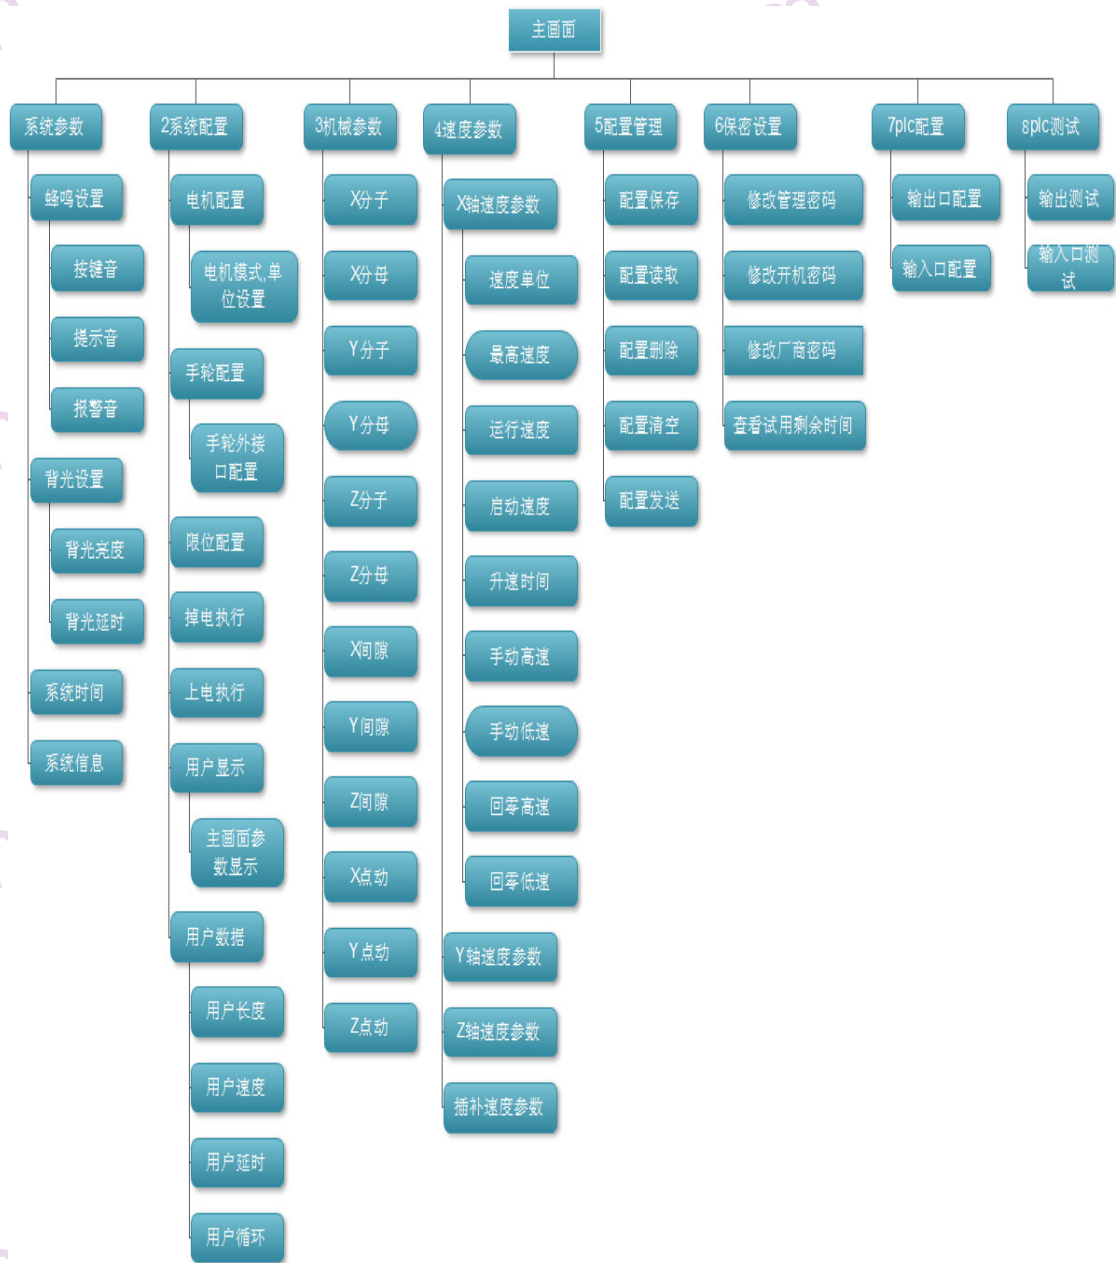 主画面
系统参数
蜂鸣设置
按键音
提示音
报警音
背光设置
背光亮度
背光延时
系统时间
系统信息
2系统配置
电机配置
电机模式,单
位设置
手轮配置
手轮外接
口配置
限位配置
掉电执行
上电执行
用户显示
主画面参
数显示
用户数据
用户长度
用户速度
用户延时
用户循环
3机械参数
X分子
X分母
Y分子
Y分母
Z分子
Z分母
X间隙
Y间隙
Z间隙
X点动
Y点动
Z点动
4速度参数
X轴速度参数
速度单位
最高速度
运行速度
启动速度
升速时间
手动高速
手动低速
回零高速
回零低速
Y轴速度参数
Z轴速度参数
插补速度参数
5配置管理
配置保存
配置读取
配置删除
配置清空
配置发送
6保密设置
修改管理密码
修改开机密码
修改厂商密码
查看试用剩余时间
7plc配置
输出口配置
输入口配置
8plc测试
输出测试
输入口测
试